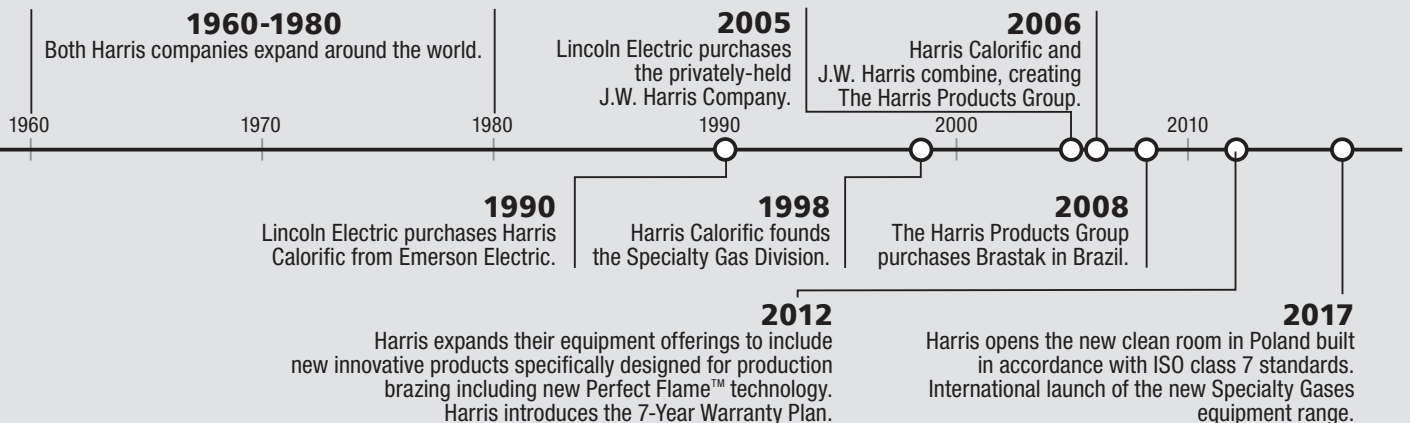 1960-1980
Both Harris companies expand around the world.
2005
Lincoln Electric purchases
the privately-held
J.W. Harris Company.
2006
Harris Calorific and
J.W. Harris combine, creating
The Harris Products Group.
1960
1970
1980
1990
2000
2010
1990
Lincoln Electric purchases Harris
Calorific from Emerson Electric.
1998
Harris Calorific founds
the Specialty Gas Division.
2008
The Harris Products Group
purchases Brastak in Brazil.
2012
Harris expands their equipment offerings to include
new innovative products specifically designed for production
brazing including new Perfect Flame™ technology.
Harris introduces the 7-Year Warranty Plan.
2017
Harris opens the new clean room in Poland built
in accordance with ISO class 7 standards.
International launch of the new Specialty Gases
equipment range.